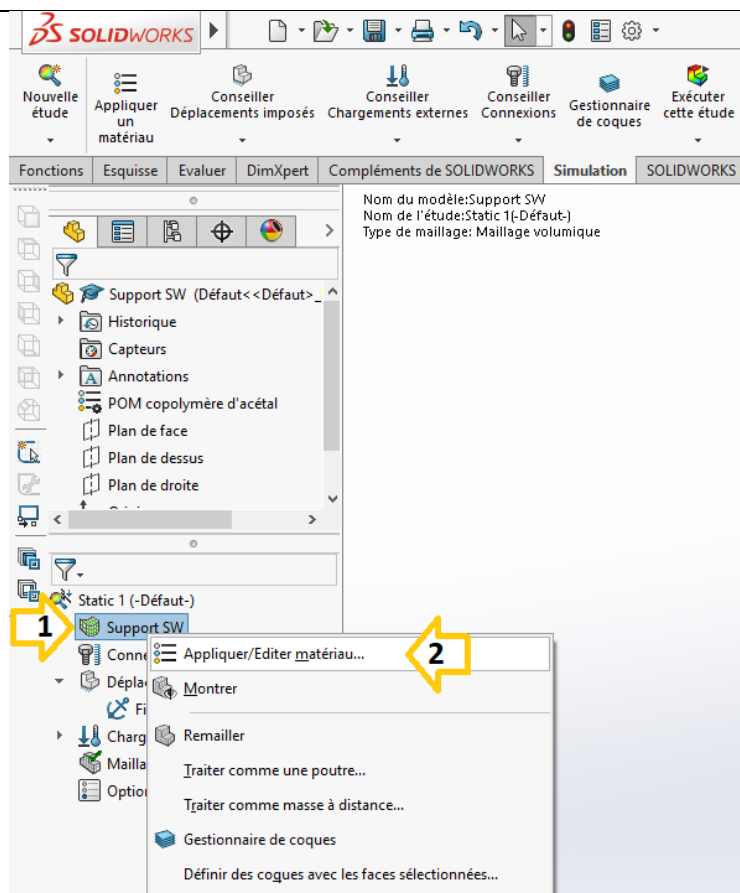 SOLIDWORKS
Nouvelle étude
Appliquer un matériau
Conseiller Déplacements imposés
Conseiller Chargements externes
Conseiller Connexions
Gestionnaire de coques
Exécuter cette étude
Fonctions Esquisse Evaluer DimXpert Compléments de SOLIDWORKS Simulation SOLIDWORKS
Nom du modèle:Support SW
Nom de l'étude:Static 1(-Défaut-)
Type de maillage: Maillage volumique
Support SW (Défaut<<Défaut>_
Historique
Capteurs
A Annotations
POM copolymère d'acétal
Plan de face
Plan de dessus
Plan de droite
Static 1 (-Défaut-)
1 Support SW
Conne
Dépla
Fi
Charg
Mailla
Option
Appliquer/Editer matériau... 2
Montrer
Remailler
Traiter comme une poutre...
Traiter comme masse à distance...
Gestionnaire de coques
Définir des coques avec les faces sélectionnées...